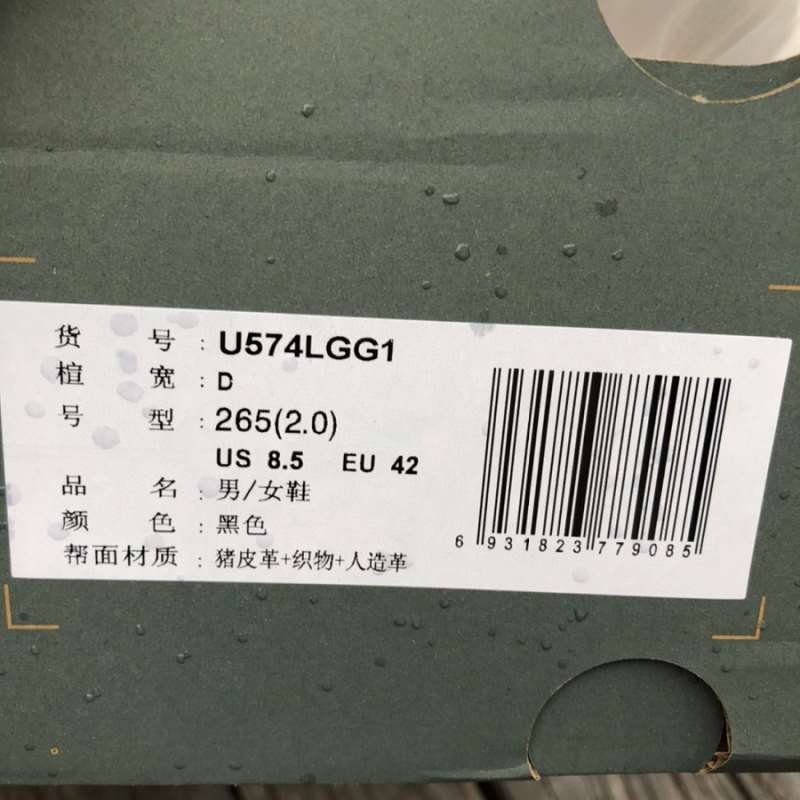 货 号 : U574LGG1
楦 宽 : D
号 型 : 265(2.0)
US 8.5 EU 42
品 名 : 男/女鞋
颜 色 : 黑色
帮面材质 : 猪皮革+织物+人造革
6 931823 779085